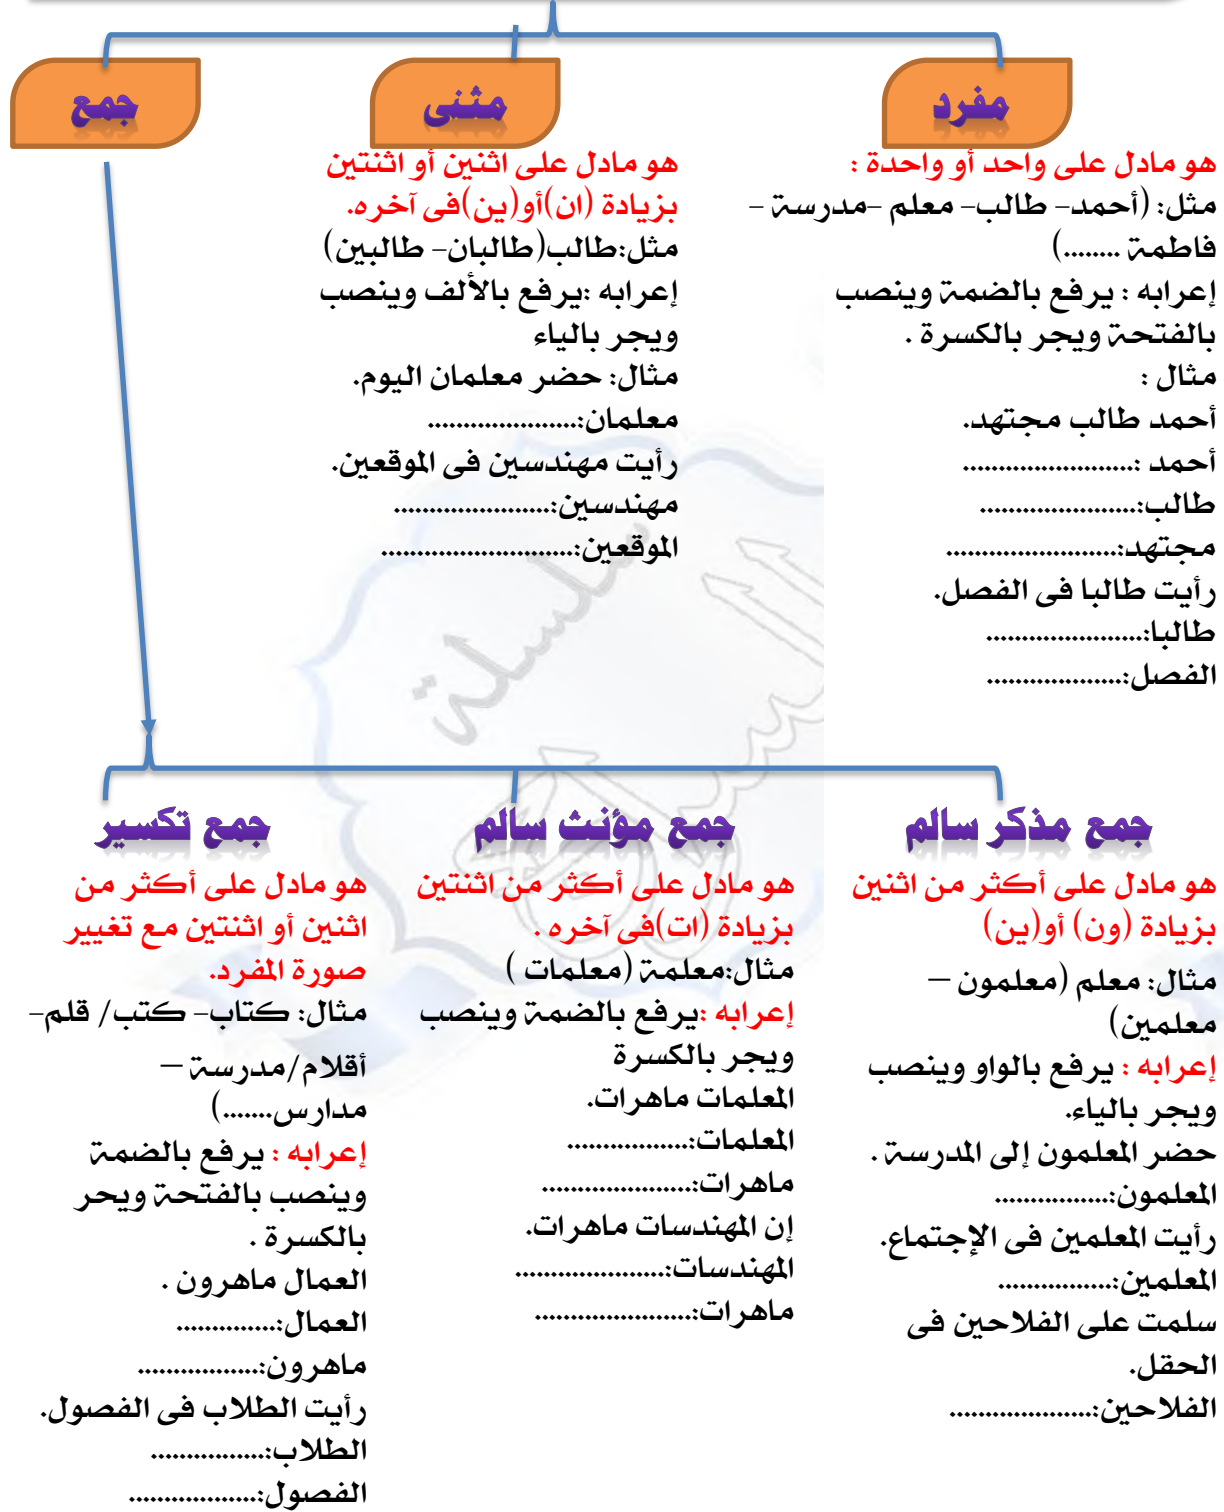 مفرد
هو مادل على واحد أو واحدة :
مثل: (أحمد- طالب- معلم -مدرسة -
فاطمة ........)
إعرابه : يرفع بالضمة وينصب
بالفتحة ويجر بالكسرة .
مثال :
أحمد طالب مجتهد.
أحمد :........................
طالب:......................
مجتهد:........................
رأيت طالبا فى الفصل.
طالبا:......................
الفصل:...................
مثنى
هو مادل على اثنين أو اثنتين
بزيادة (ان)أو(ين)فى آخره.
مثل:طالب(طالبان- طالبين)
إعرابه :يرفع بالألف وينصب
ويجر بالياء
مثال: حضر معلمان اليوم.
معلمان:.....................
رأيت مهندسين فى الموقعين.
مهندسين:......................
الموقعين:...........................
جمع
جمع مذكر سالم
هو مادل على أكثر من اثنين
بزيادة (ون) أو(ين)
مثال: معلم (معلمون –
معلمين)
إعرابه : يرفع بالواو وينصب
ويجر بالياء.
حضر المعلمون إلى المدرسة .
المعلمون:................
رأيت المعلمين فى الإجتماع.
المعلمين:................
سلمت على الفلاحين فى
الحقل.
الفلاحين:....................
جمع مؤنث سالم
هو مادل على أكثر من اثنتين
بزيادة (ات)فى آخره .
مثال:معلمة (معلمات )
إعرابه :يرفع بالضمة وينصب
ويجر بالكسرة
المعلمات ماهرات.
المعلمات:.................
ماهرات:.....................
إن المهندسات ماهرات.
المهندسات:.....................
ماهرات:......................
جمع تكسير
هو مادل على أكثر من
اثنين أو اثنتين مع تغيير
صورة المفرد.
مثال: كتاب- كتب/ قلم-
أقلام/مدرسة –
مدارس.......)
إعرابه : يرفع بالضمة
وينصب بالفتحة ويحر
بالكسرة .
العمال ماهرون .
العمال:..............
ماهرون:.................
رأيت الطلاب فى الفصول.
الطلاب:................
الفصول:..................
سلسلة